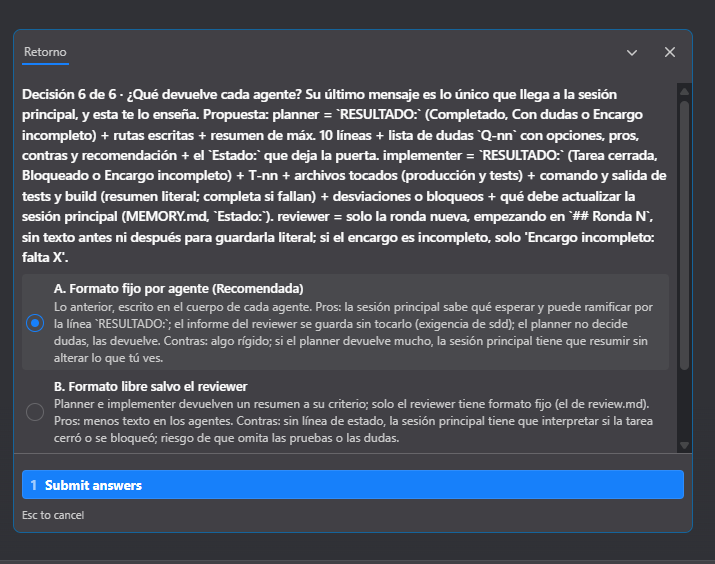 Retorno
Decisión 6 de 6 · ¿Qué devuelve cada agente? Su último mensaje es lo único que llega a la sesión
principal, y esta te lo enseña. Propuesta: planner = `RESULTADO:` (Completado, Con dudas o Encargo
incompleto) + rutas escritas + resumen de máx. 10 líneas + lista de dudas `Q-nn` con opciones, pros,
contras y recomendación + el `Estado:` que deja la puerta. implementer = `RESULTADO:` (Tarea cerrada,
Bloqueado o Encargo incompleto) + T-nn + archivos tocados (producción y tests) + comando y salida de
tests y build (resumen literal; completa si fallan) + desviaciones o bloqueos + qué debe actualizar la
sesión principal (MEMORY.md, `Estado:`). reviewer = solo la ronda nueva, empezando en `## Ronda N`,
sin texto antes ni después para guardarla literal; si el encargo es incompleto, solo 'Encargo incompleto:
falta X'.
A. Formato fijo por agente (Recomendada)
Lo anterior, escrito en el cuerpo de cada agente. Pros: la sesión principal sabe qué esperar y puede ramificar por
la línea `RESULTADO:`; el informe del reviewer se guarda sin tocarlo (exigencia de sdd); el planner no decide
dudas, las devuelve. Contras: algo rígido; si el planner devuelve mucho, la sesión principal tiene que resumir sin
alterar lo que tú ves.
B. Formato libre salvo el reviewer
Planner e implementer devuelven un resumen a su criterio; solo el reviewer tiene formato fijo (el de review.md).
Pros: menos texto en los agentes. Contras: sin línea de estado, la sesión principal tiene que interpretar si la tarea
cerró o se bloqueó; riesgo de que omita las pruebas o las dudas.
1 Submit answers
Esc to cancel